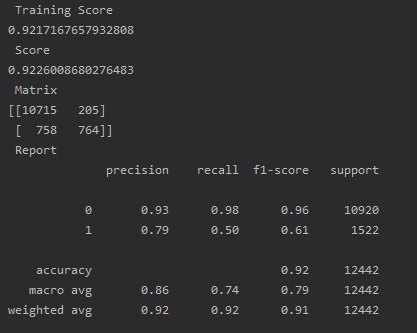 Training Score
0.9217167657932808
Score
0.9226008680276483
Matrix
[[10715   205]
 [  758   764]]
Report
precision    recall  f1-score   support
0       0.93      0.98      0.96     10920
1       0.79      0.50      0.61      1522
accuracy                           0.92     12442
macro avg       0.86      0.74      0.79     12442
weighted avg       0.92      0.92      0.91     12442